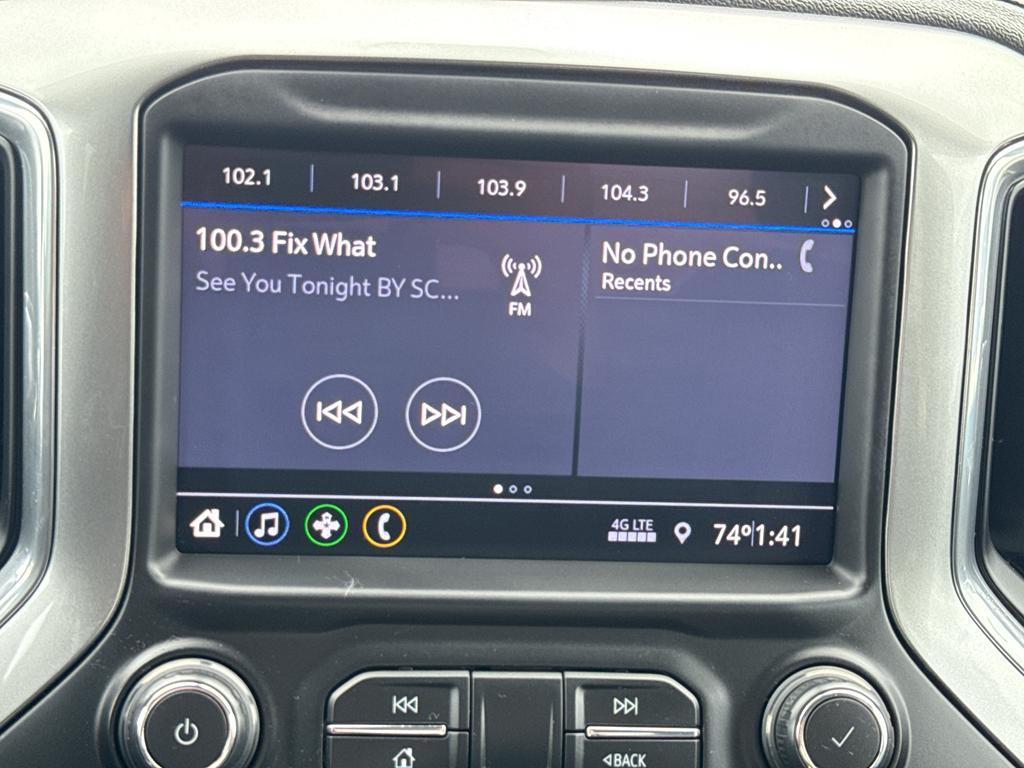 102.1 103.1 103.9 104.3 96.5
100.3 Fix What
See You Tonight BY SC...
FM
No Phone Con..
Recents
4G LTE
74º 1:41
BACK